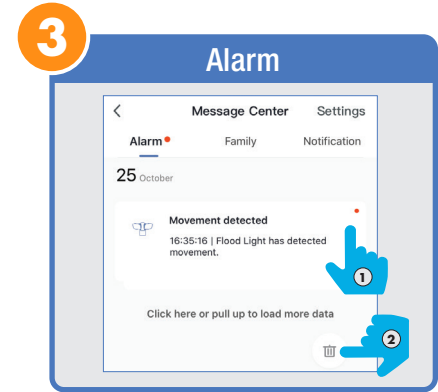 3
Alarm
< Message Center Settings
Alarm Family Notification
25 October
Movement detected
16:35:16 | Flood Light has detected
movement.
1
Click here or pull up to load more data
2